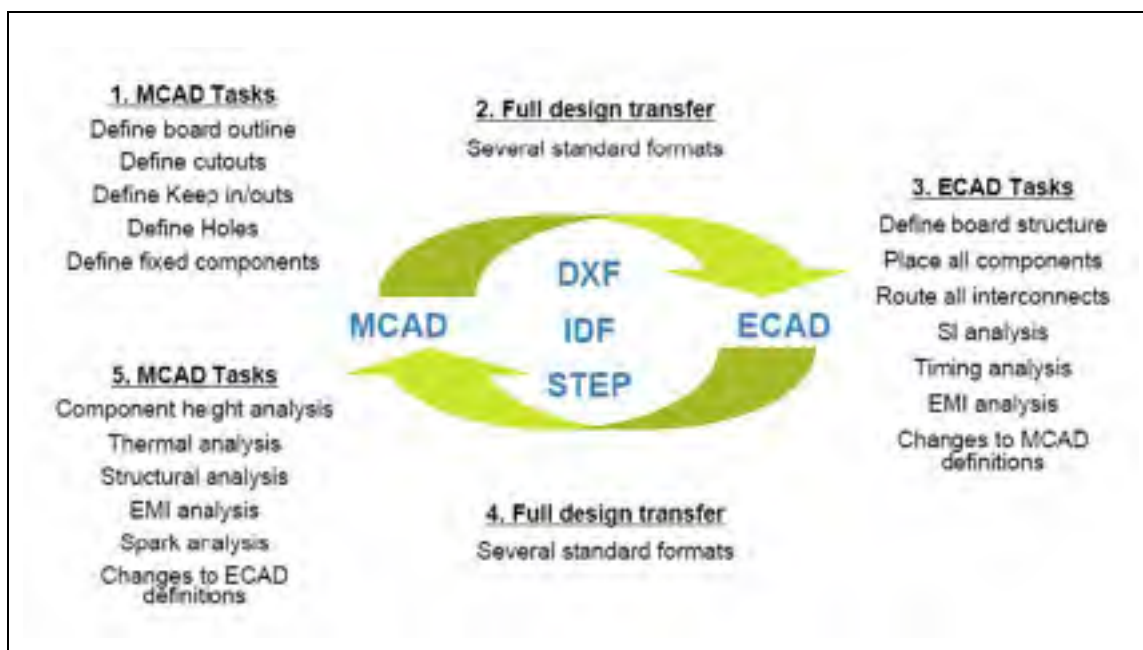 1. MCAD Tasks
Define board outline
Define cutouts
Define Keep in/outs
Define Holes
Define fixed components
2. Full design transfer
Several standard formats
3. ECAD Tasks
Define board structure
Place all components
Route all interconnects
SI analysis
Timing analysis
EMI analysis
Changes to MCAD
definitions
DXF
IDF
STEP
MCAD
ECAD
4. Full design transfer
Several standard formats
5. MCAD Tasks
Component height analysis
Thermal analysis
Structural analysis
EMI analysis
Spark analysis
Changes to ECAD
definitions